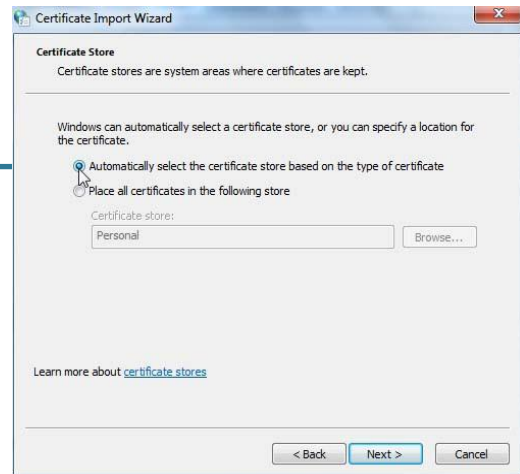 Certificate Import Wizard
Certificate Store
Certificate stores are system areas where certificates are kept.
Windows can automatically select a certificate store, or you can specify a location for
the certificate.
Automatically select the certificate store based on the type of certificate
Place all certificates in the following store
Certificate store:
Personal
Browse...
Learn more about certificate stores
< Back
Next >
Cancel